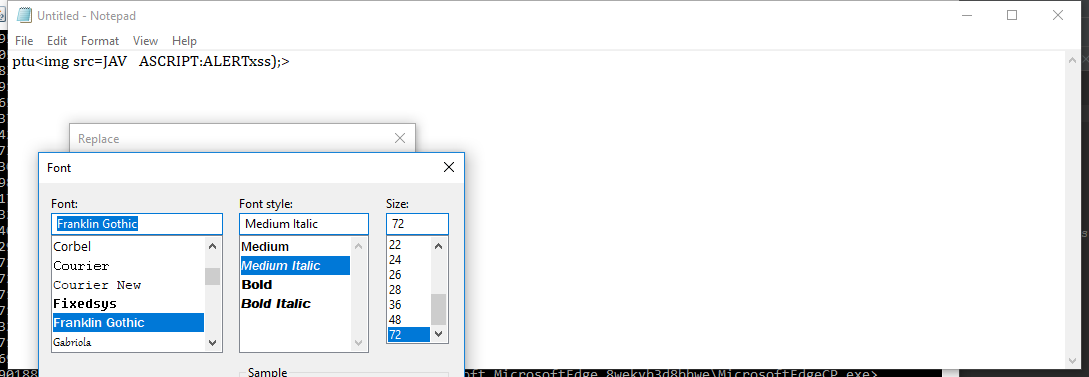 Untitled - Notepad
File Edit Format View Help
ptu<img src=JAV   ASCRIPT:ALERTxss);>
Replace
Font
Font:
Franklin Gothic
Corbel
Courier
Courier New
Fixedsys
Franklin Gothic
Gabriola
Font style:
Medium Italic
Medium
Medium Italic
Bold
Bold Italic
Size:
72
22
24
26
28
36
48
72
Sample
MicrosoftEdge_8wekyb3d8bbwe\MicrosoftEdgeCP.exe>